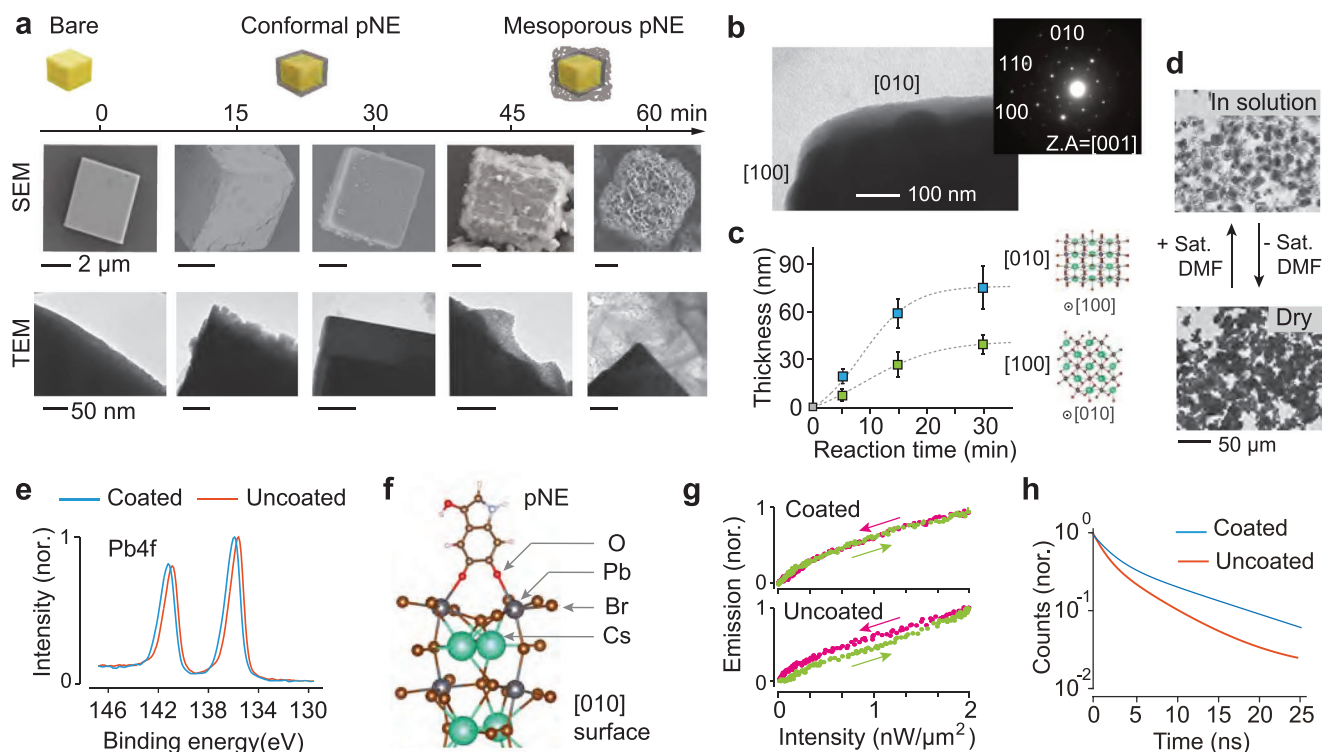 a
Bare
Conformal pNE
Mesoporous pNE
0 15 30 45 60 min
SEM
2 µm
TEM
50 nm
b
[010]
[100]
100 nm
010
110
100
Z.A=[001]
c
Thickness (nm)
90
60
30
0
0 10 20 30
Reaction time (min)
[010]
⊙[100]
[100]
⊙[010]
d
In solution
+ Sat. DMF
- Sat. DMF
Dry
50 µm
e
Coated
Uncoated
Pb4f
Intensity (nor.)
1
0
146 142 138 134 130
Binding energy(eV)
f
pNE
O
Pb
Br
Cs
[010]
surface
g
Coated
1
0
Uncoated
1
0
Emission (nor.)
0 1 2
Intensity (nW/µm²)
h
Coated
Uncoated
Counts (nor.)
10⁰
10⁻¹
10⁻²
0 5 10 15 20 25
Time (ns)